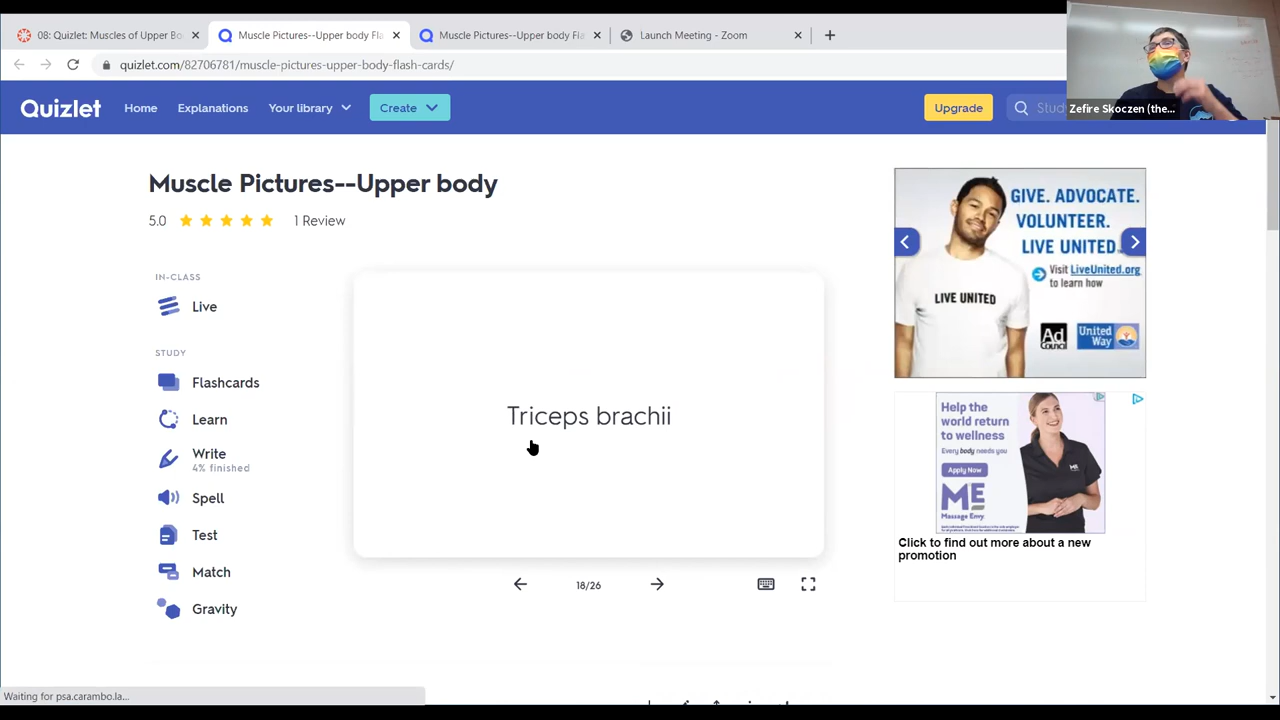 08: Quizlet: Muscles of Upper Bo
Muscle Pictures--Upper body Fla
Muscle Pictures--Upper body Fla
Launch Meeting - Zoom
quizlet.com/82706781/muscle-pictures-upper-body-flash-cards/
Quizlet
Home
Explanations
Your library
Create
Upgrade
Stud
Zefire Skoczen (the...
Muscle Pictures--Upper body
5.0
1 Review
IN-CLASS
Live
STUDY
Flashcards
Learn
Write
4% finished
Spell
Test
Match
Gravity
Triceps brachii
18/26
GIVE. ADVOCATE.
VOLUNTEER.
LIVE UNITED
Visit LiveUnited.org
to learn how
LIVE UNITED
Ad
Council
United
Way
Help the
world return
to wellness
Every body needs you
Apply Now
ME
Massage Envy
Click to find out more about a new
promotion
Waiting for psa.carambo.la...